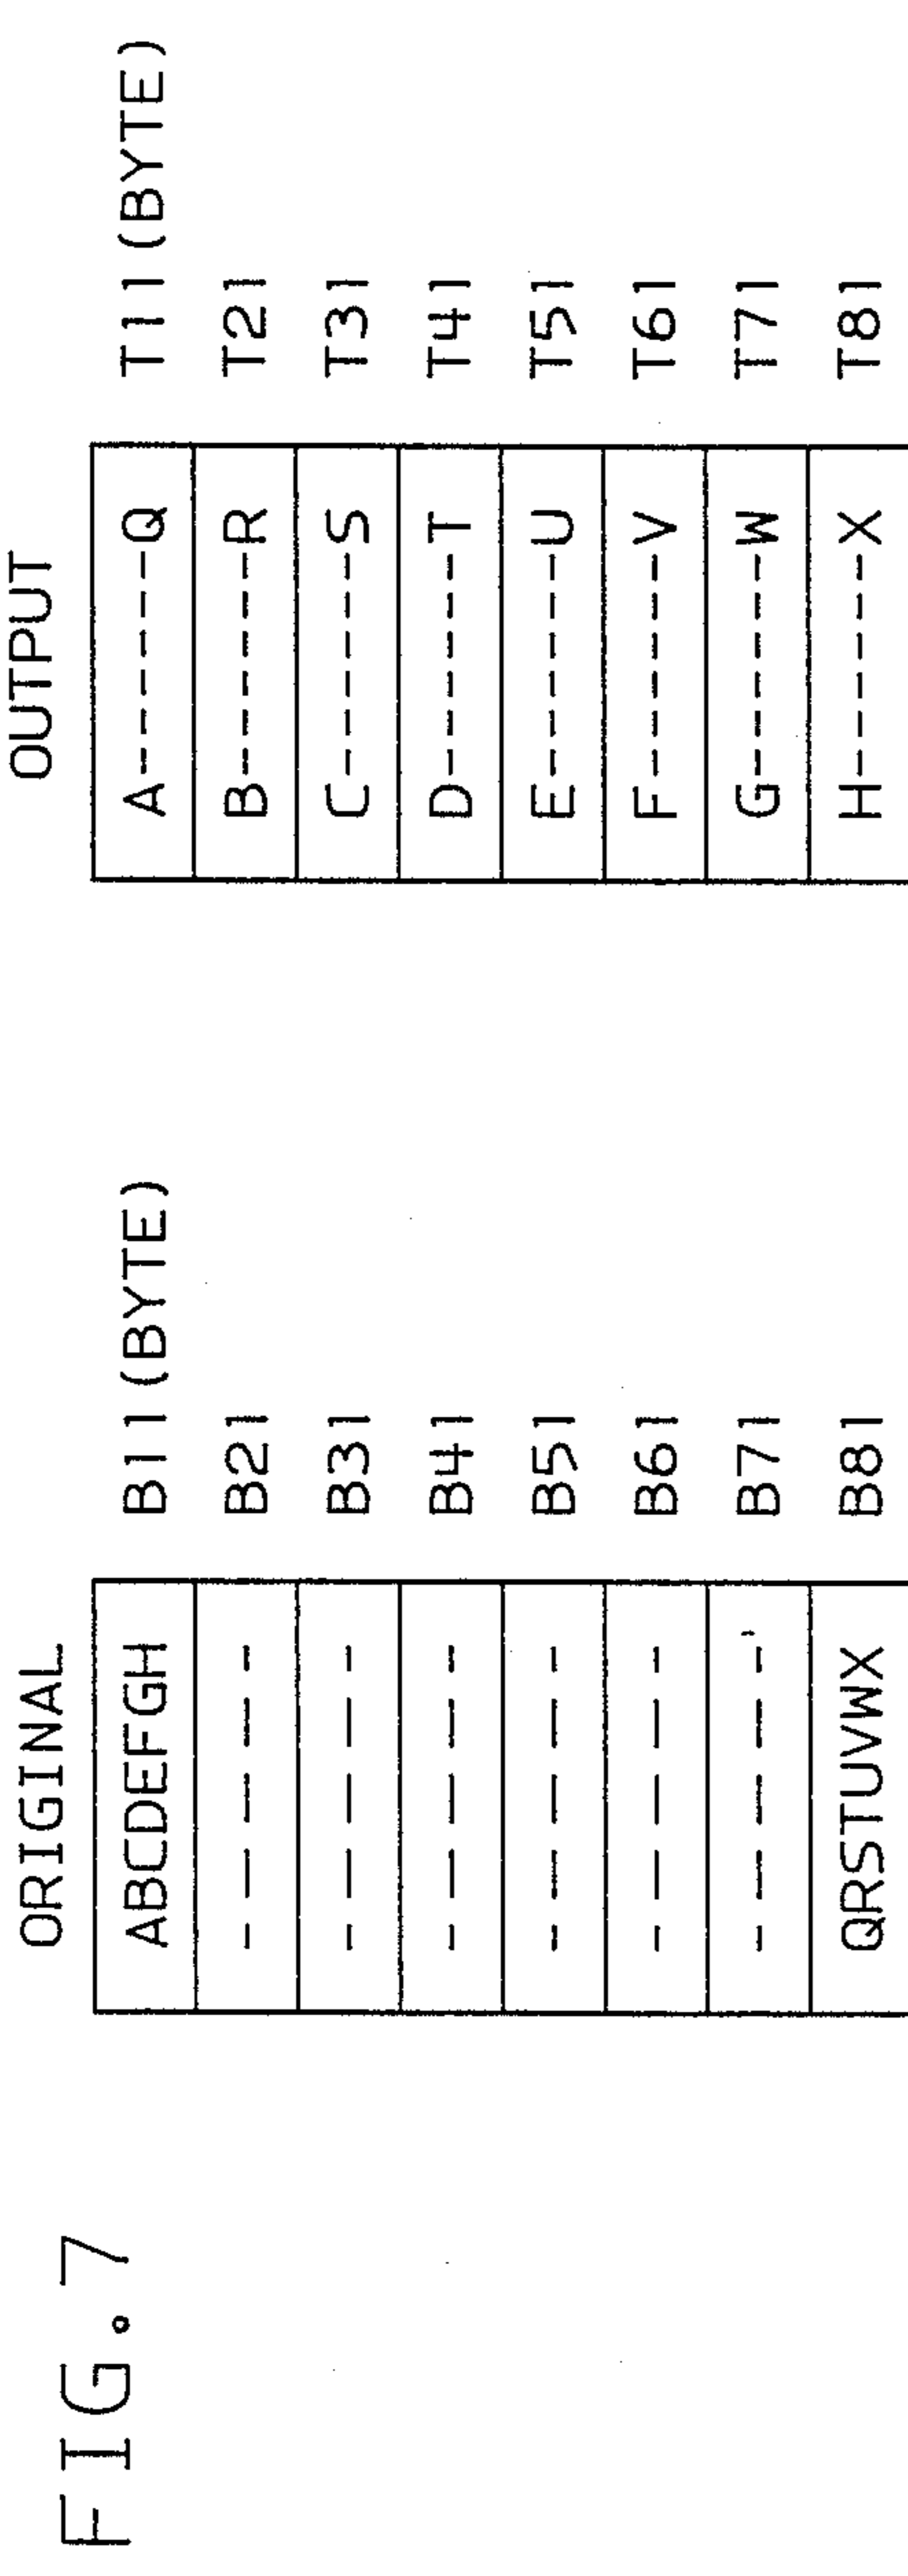 FIG. 7
ORIGINAL
ABCDEFGH B11 (BYTE)
----- B21
----- B31
----- B41
----- B51
----- B61
----- B71
QRSTUVWX B81
OUTPUT
A------Q T11 (BYTE)
B------R T21
C------S T31
D------T T41
E------U T51
F------V T61
G------W T71
H------X T81